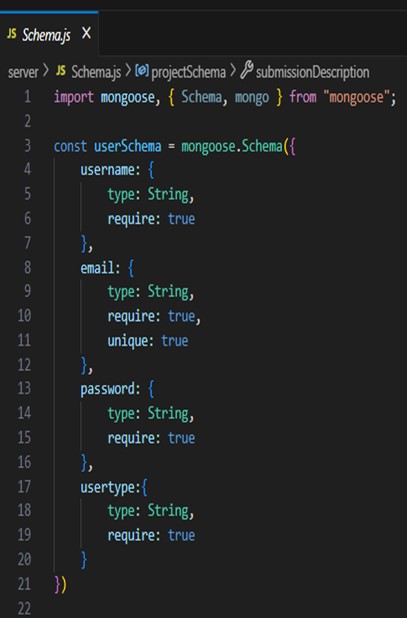 JS Schema.js X
server > JS Schema.js > projectSchema > submissionDescription
1 import mongoose, { Schema, mongo } from "mongoose";
2
3 const userSchema = mongoose.Schema({
4 username: {
5 type: String,
6 require: true
7 },
8 email: {
9 type: String,
10 require: true,
11 unique: true
12 },
13 password: {
14 type: String,
15 require: true
16 },
17 usertype:{
18 type: String,
19 require: true
20 }
21 })
22